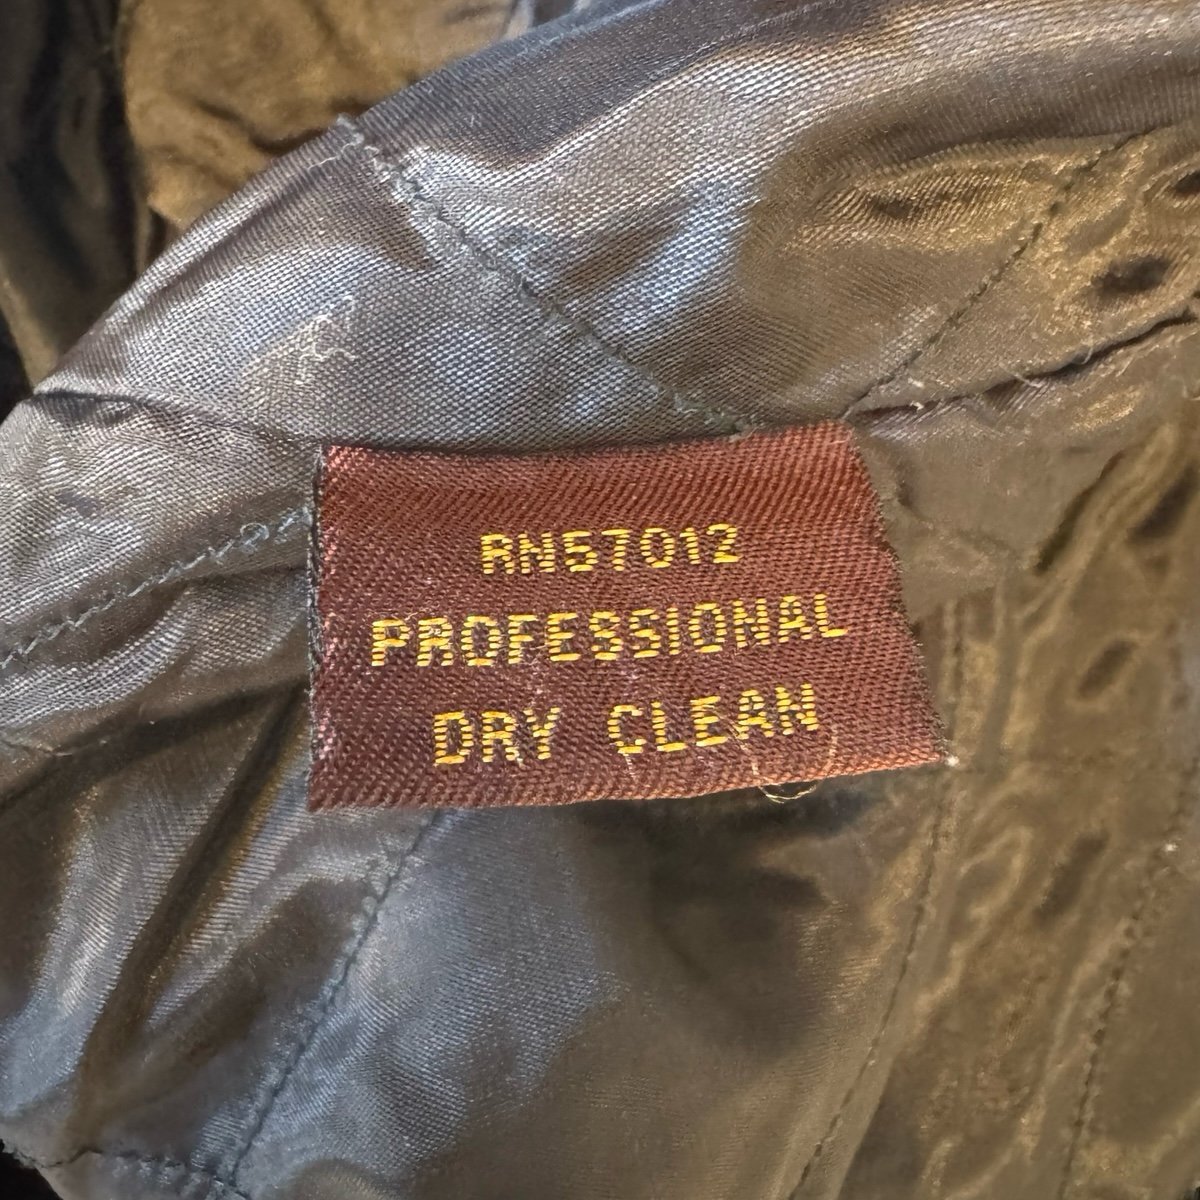 RN57012
PROFESSIONAL
DRY CLEAN